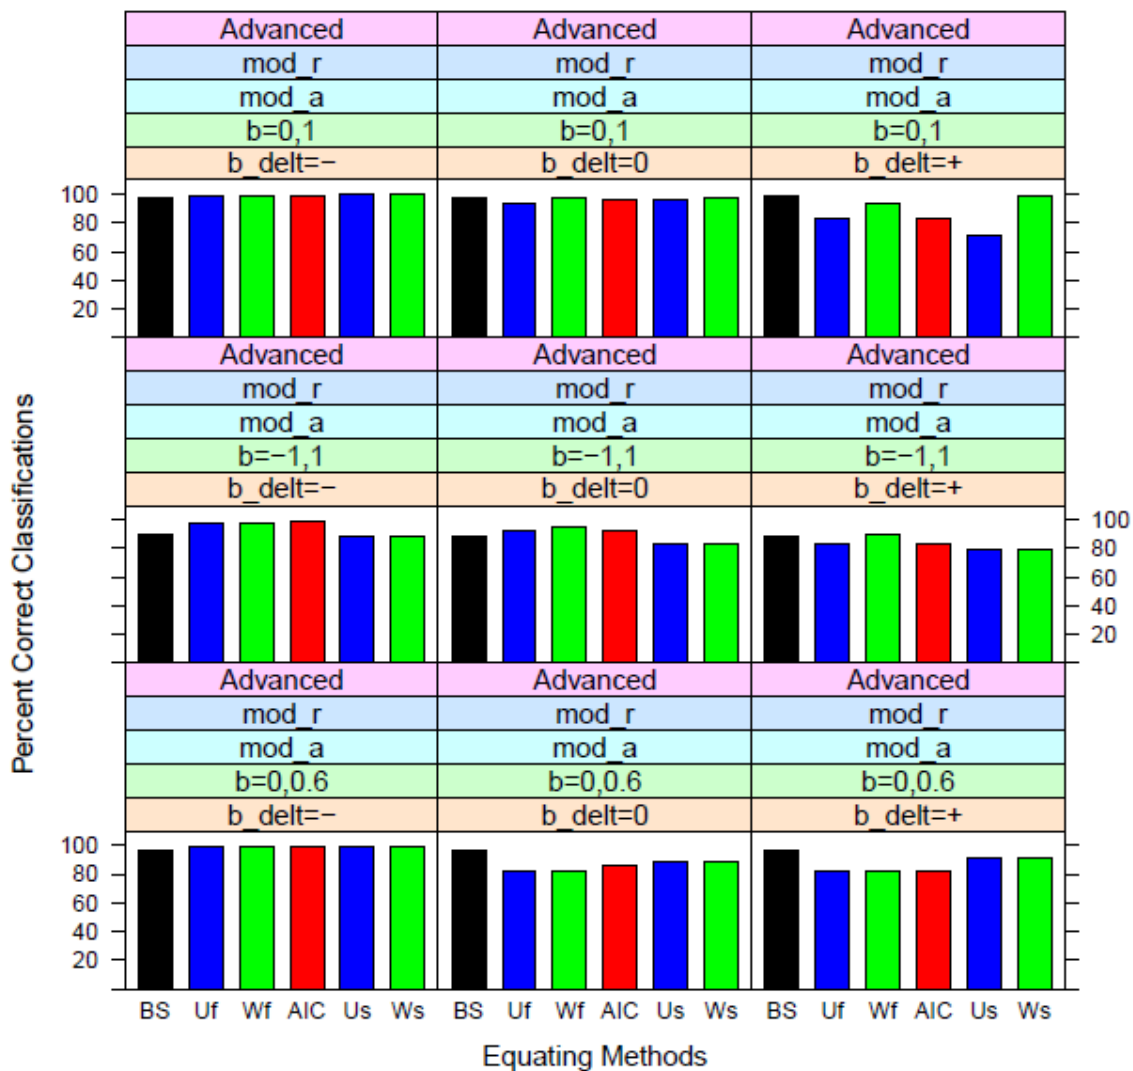 Advanced Advanced Advanced
mod_r mod_r mod_r
mod_a mod_a mod_a
b=0,1 b=0,1 b=0,1
b_delt=− b_delt=0 b_delt=+
100
80
60
40
20
Advanced Advanced Advanced
mod_r mod_r mod_r
mod_a mod_a mod_a
b=−1,1 b=−1,1 b=−1,1
b_delt=− b_delt=0 b_delt=+
100
80
60
40
20
Percent Correct Classifications
Advanced Advanced Advanced
mod_r mod_r mod_r
mod_a mod_a mod_a
b=0,0.6 b=0,0.6 b=0,0.6
b_delt=− b_delt=0 b_delt=+
100
80
60
40
20
BS Uf Wf AIC Us Ws BS Uf Wf AIC Us Ws BS Uf Wf AIC Us Ws
Equating Methods